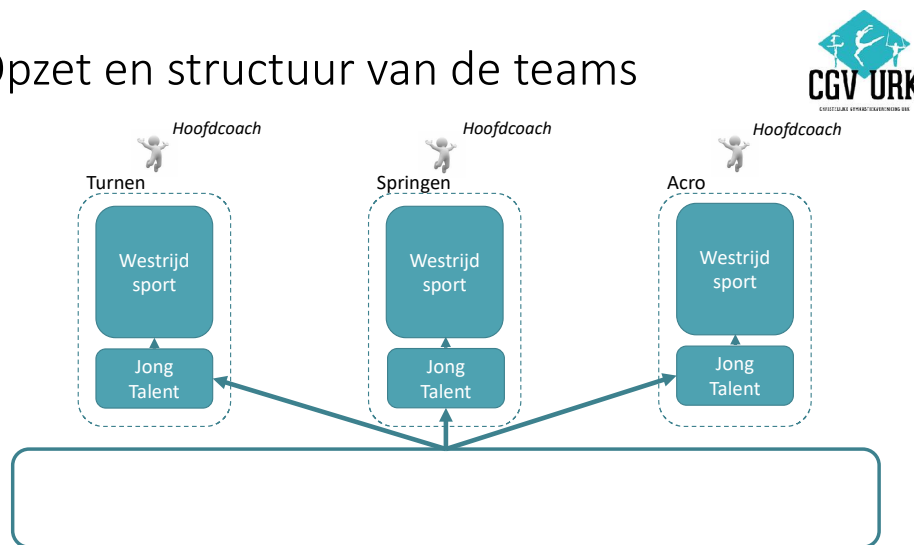 Opzet en structuur van de teams
CGV URK
Hoofdcoach
Hoofdcoach
Hoofdcoach
Turnen
Springen
Acro
Westrijd
sport
Westrijd
sport
Westrijd
sport
Jong
Talent
Jong
Talent
Jong
Talent